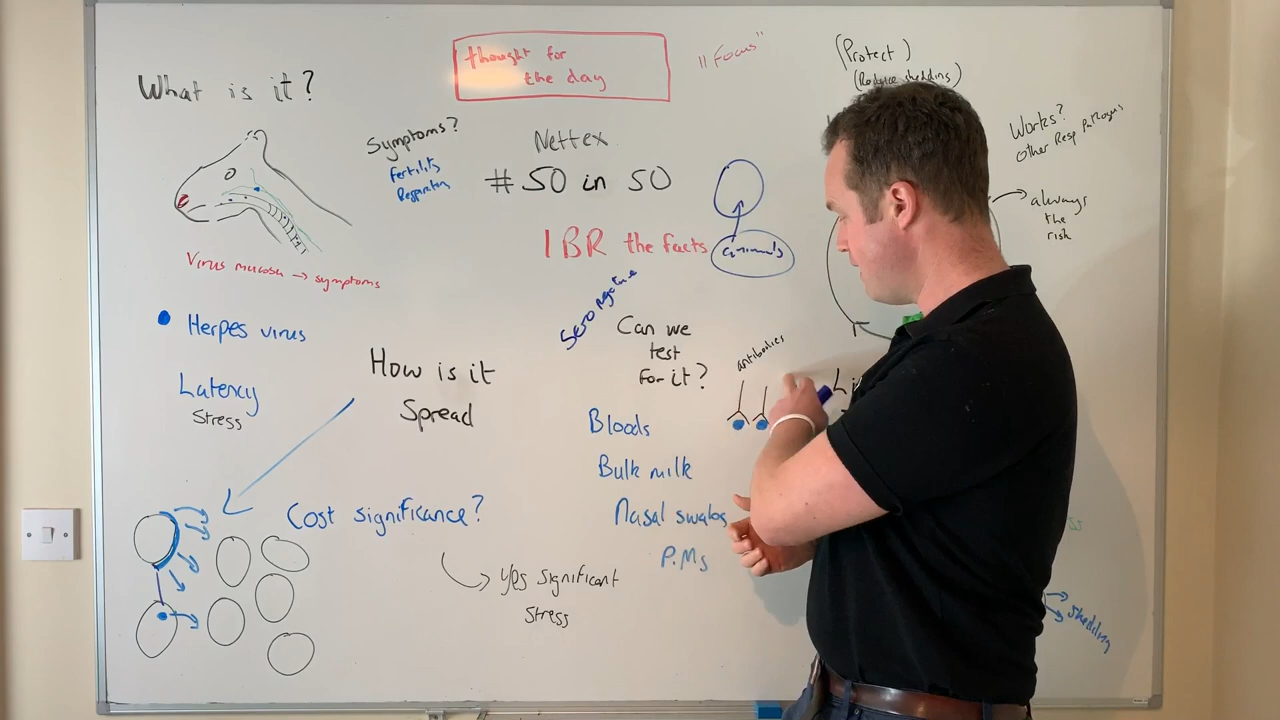 What is it?
thought for
the day
"Focus"
(Protect)
(Reduce shedding)
Works?
other Resp pathogens
always
the
risk
Symptoms?
Fertility
Respiratory
Nettex
#50 in 50
IBR the facts
Virus mucosa → symptoms
Herpes virus
Latency
Stress
How is it
Spread
Sero negative
Can we
test
for it?
antibodies
Bloods
Bulk milk
Nasal swabs
P.Ms
Cost significance?
yes significant
Stress
Shedding